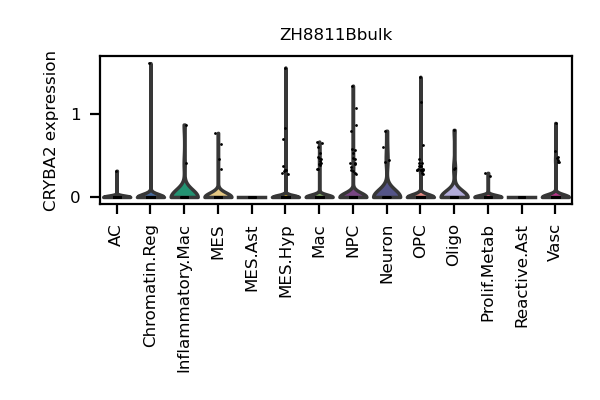 ZH8811Bbulk
CRYBA2 expression
1
0
AC
Chromatin.Reg
Inflammatory.Mac
MES
MES.Ast
MES.Hyp
Mac
NPC
Neuron
OPC
Oligo
Prolif.Metab
Reactive.Ast
Vasc